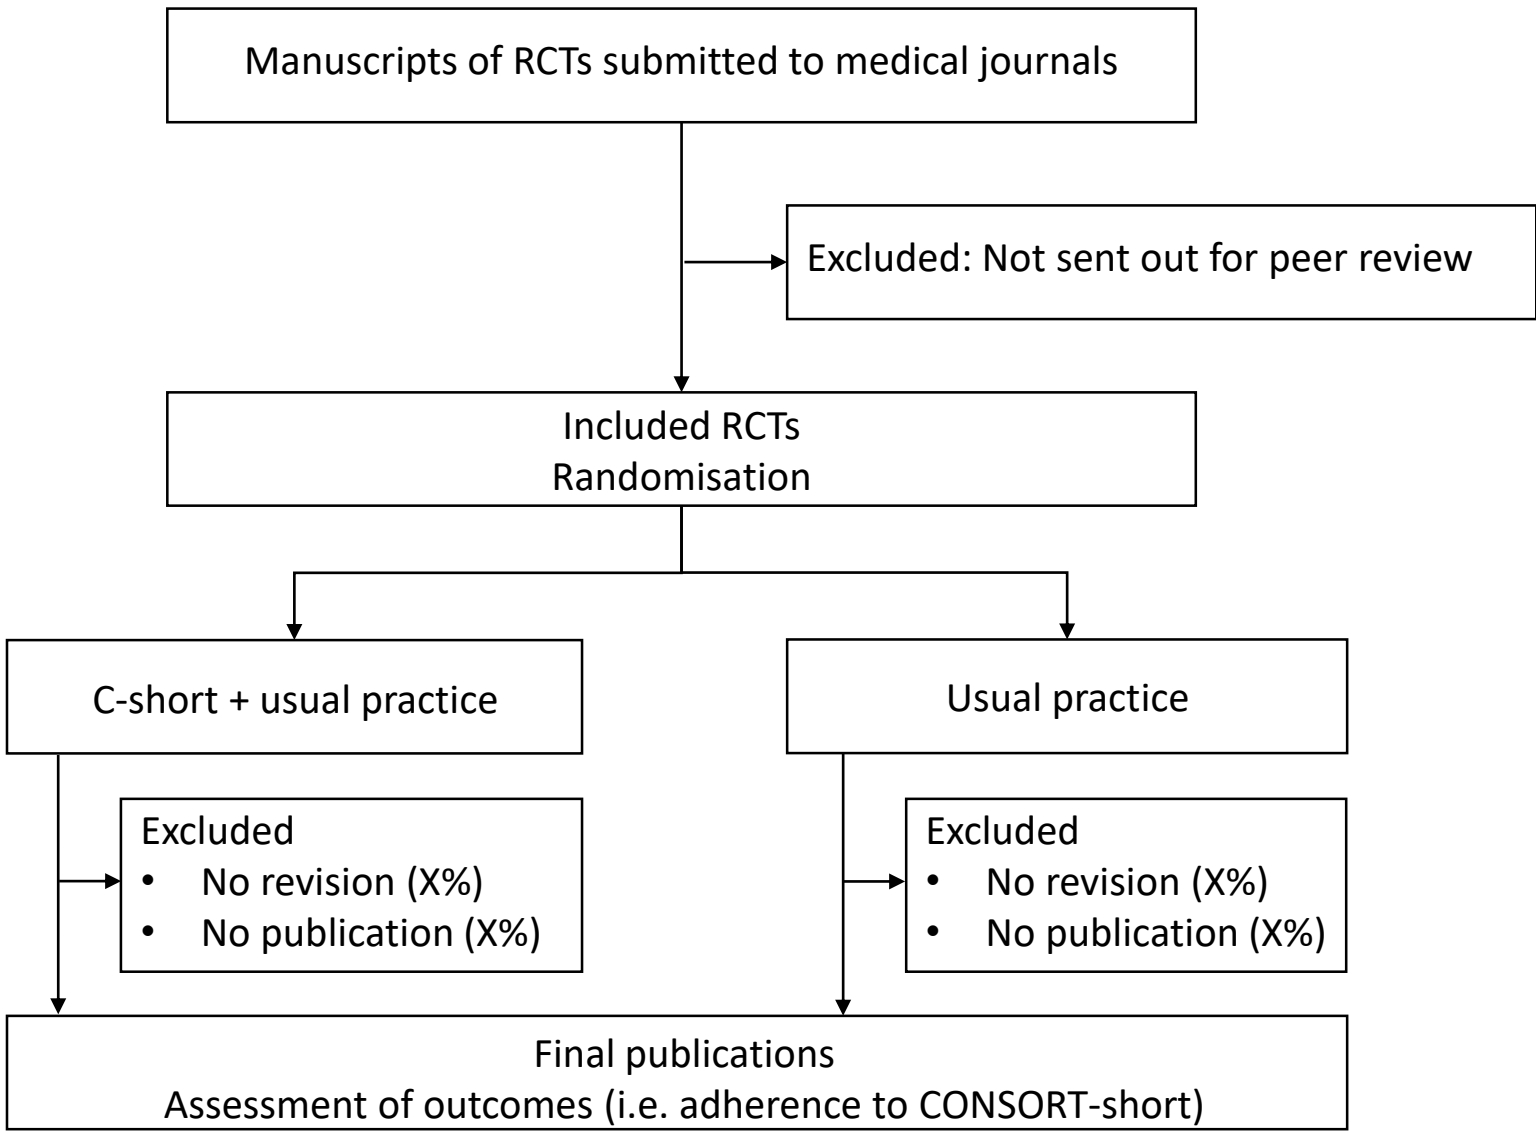 Manuscripts of RCTs submitted to medical journals
Excluded: Not sent out for peer review
Included RCTs
Randomisation
C-short + usual practice
Usual practice
Excluded
• No revision (X%)
• No publication (X%)
Excluded
• No revision (X%)
• No publication (X%)
Final publications
Assessment of outcomes (i.e. adherence to CONSORT-short)